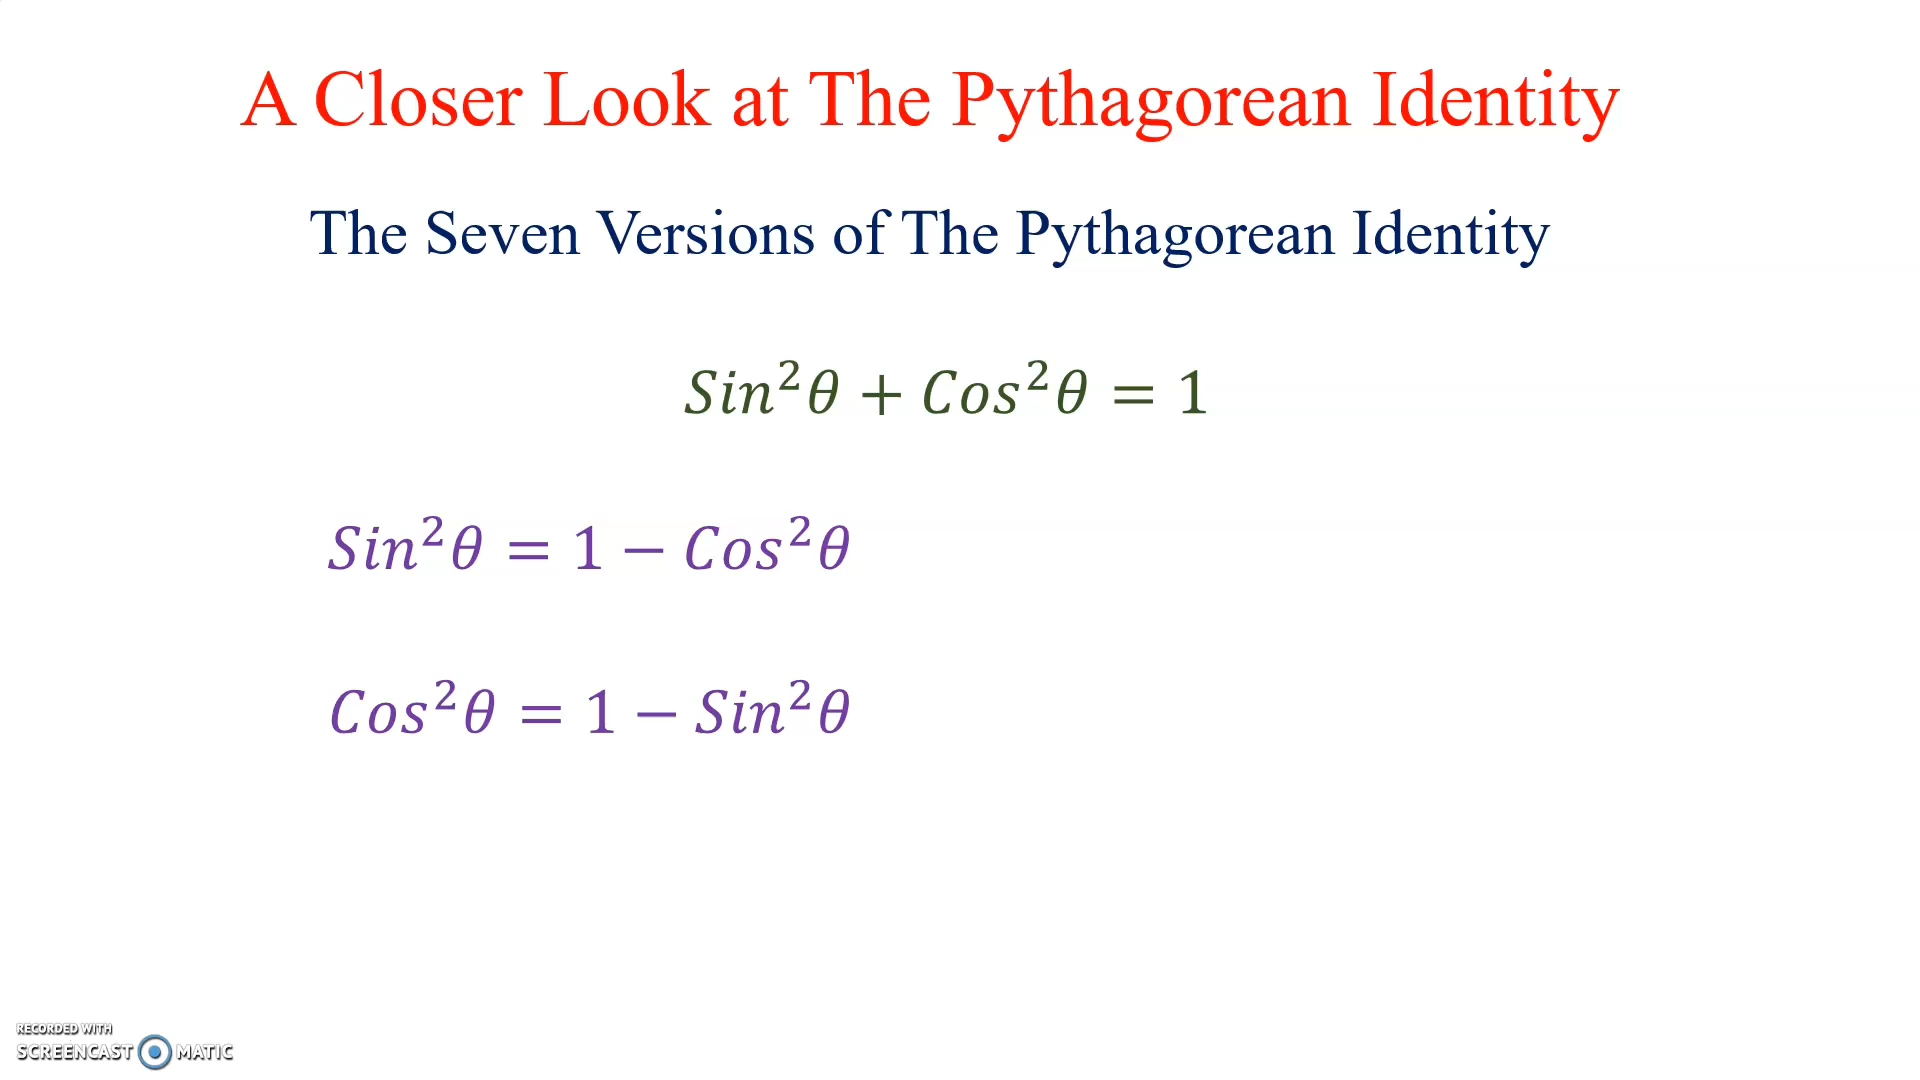 A Closer Look at The Pythagorean Identity
The Seven Versions of The Pythagorean Identity
Sin²θ + Cos²θ = 1
Sin²θ = 1 − Cos²θ
Cos²θ = 1 − Sin²θ
RECORDED WITH
SCREENCAST MATIC